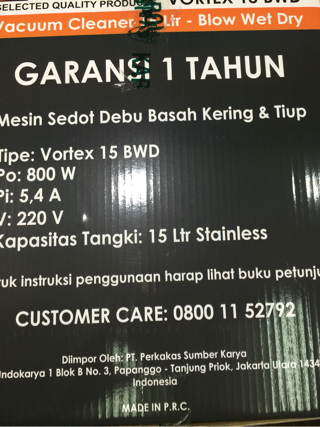 SELECTED QUALITY PRODU VORTEX 15 BWD
Vacuum Cleaner Ltr - Blow Wet Dry
GARANSI 1 TAHUN
Mesin Sedot Debu Basah Kering & Tiup
Tipe: Vortex 15 BWD
Po: 800 W
Pi: 5,4 A
V: 220 V
Kapasitas Tangki: 15 Ltr Stainless
tuk instruksi penggunaan harap lihat buku petunju
CUSTOMER CARE: 0800 11 52792
Diimpor Oleh: PT. Perkakas Sumber Karya
Indokarya 1 Blok B No. 3, Papanggo - Tanjung Priok, Jakarta Utara 1434
Indonesia
MADE IN P.R.C.